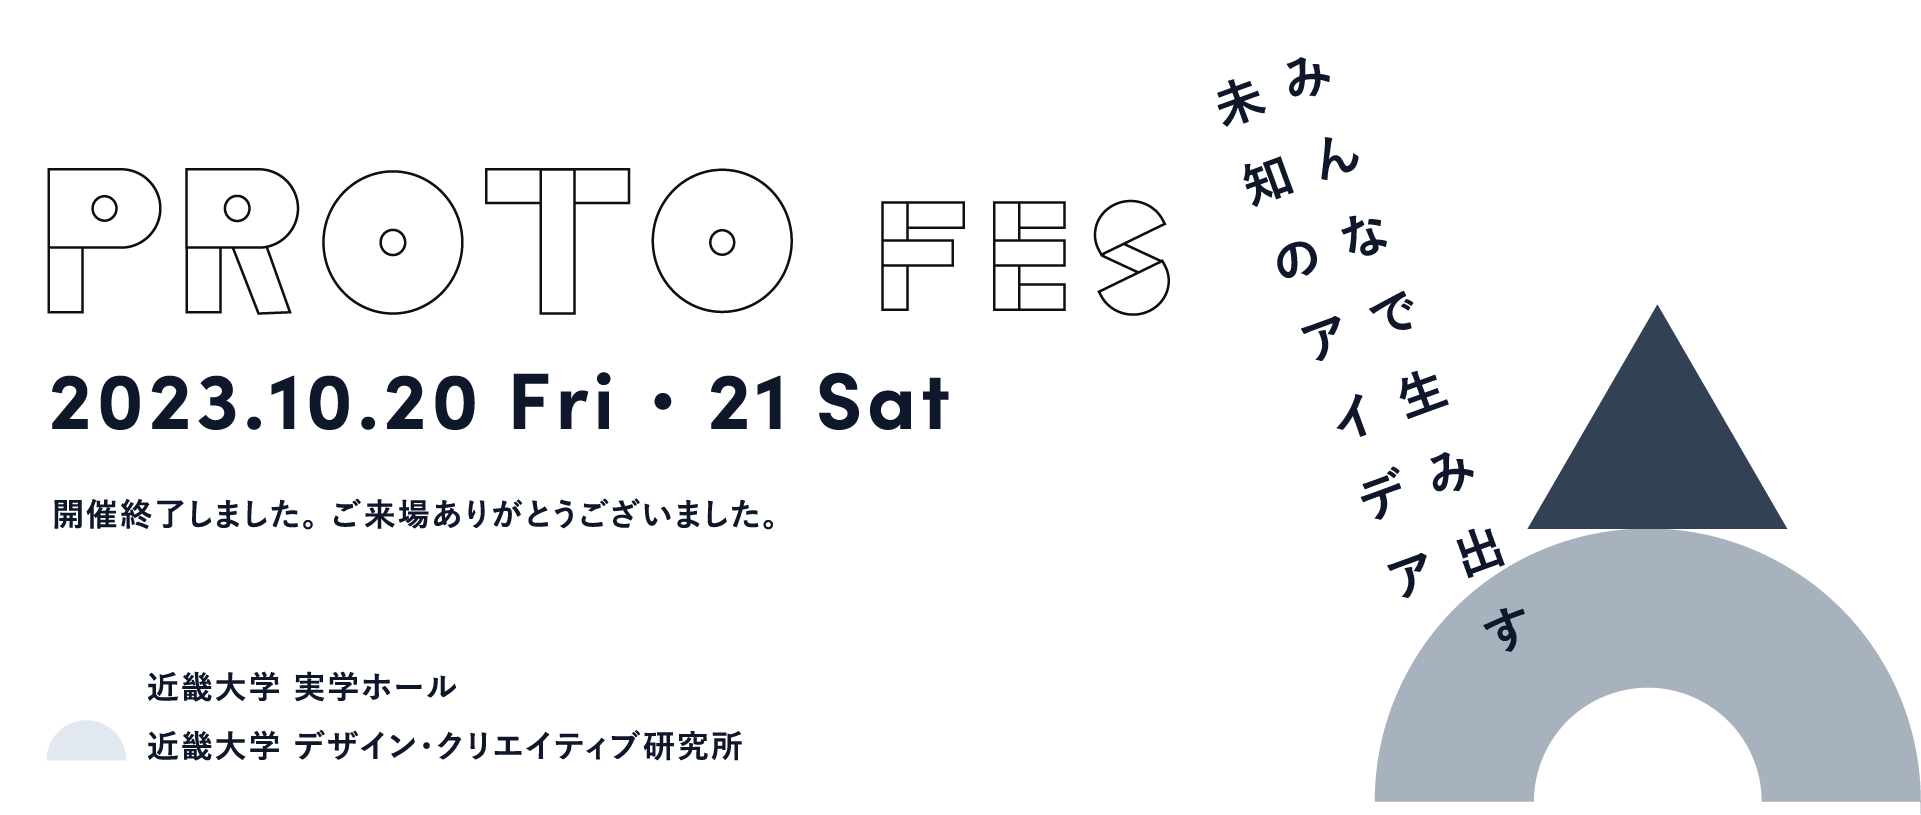 PROTO FES
2023.10.20 Fri・21 Sat
開催終了しました。ご来場ありがとうございました。
近畿大学 実学ホール
近畿大学 デザイン・クリエイティブ研究所
みんなで生み出す
未知のアイデア